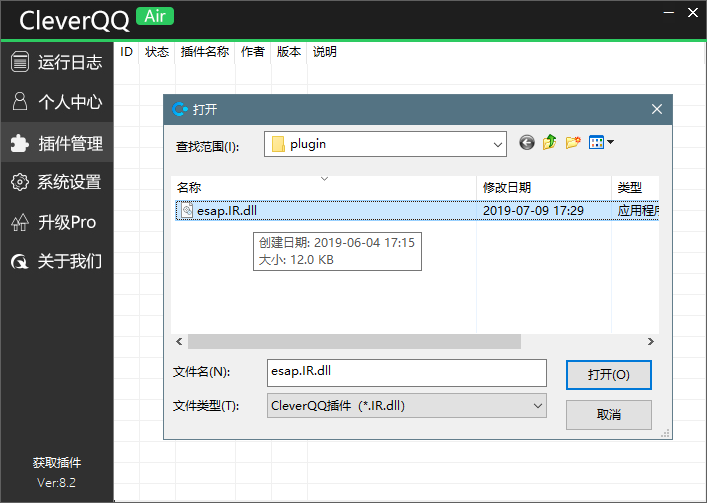 CleverQQ Air
ID 状态 插件名称 作者 版本 说明
运行日志
个人中心
插件管理
系统设置
升级Pro
关于我们
获取插件
Ver:8.2
打开
查找范围(I): plugin
名称 修改日期 类型
esap.IR.dll 2019-07-09 17:29 应用程序
创建日期: 2019-06-04 17:15
大小: 12.0 KB
文件名(N): esap.IR.dll 打开(O)
文件类型(T): CleverQQ插件（*.IR.dll） 取消